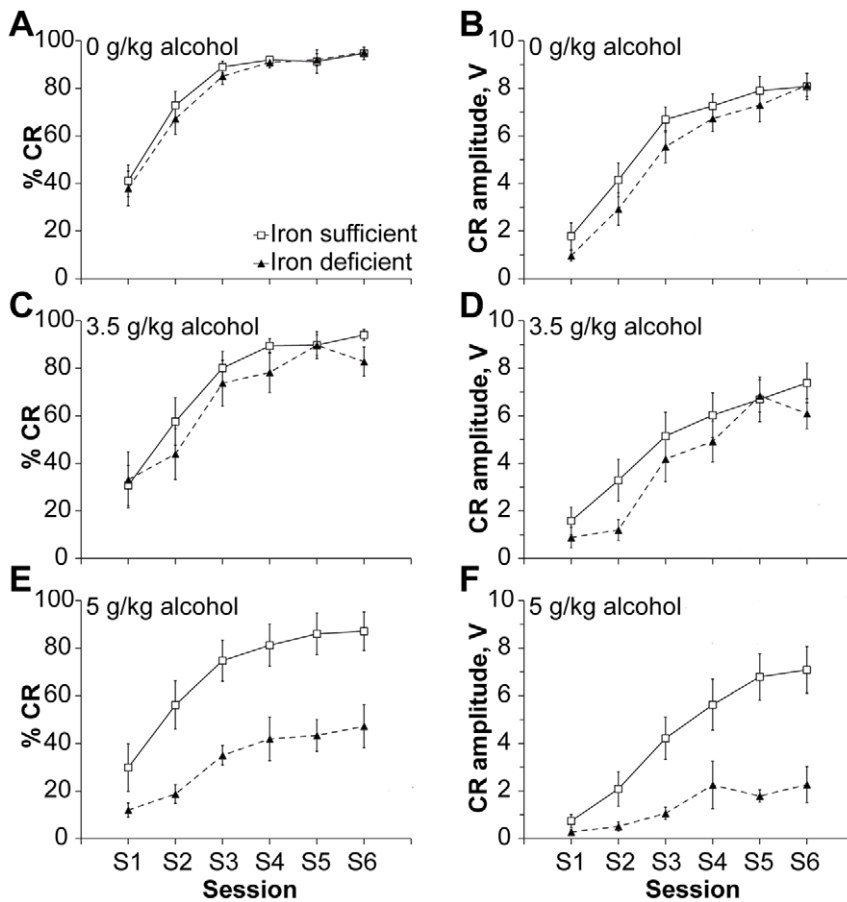 A
0 g/kg alcohol
% CR
100
80
60
40
20
0
Iron sufficient
Iron deficient
B
0 g/kg alcohol
CR amplitude, V
10
8
6
4
2
0
C
3.5 g/kg alcohol
% CR
100
80
60
40
20
0
D
3.5 g/kg alcohol
CR amplitude, V
10
8
6
4
2
0
E
5 g/kg alcohol
% CR
100
80
60
40
20
0
S1 S2 S3 S4 S5 S6
Session
F
5 g/kg alcohol
CR amplitude, V
10
8
6
4
2
0
S1 S2 S3 S4 S5 S6
Session